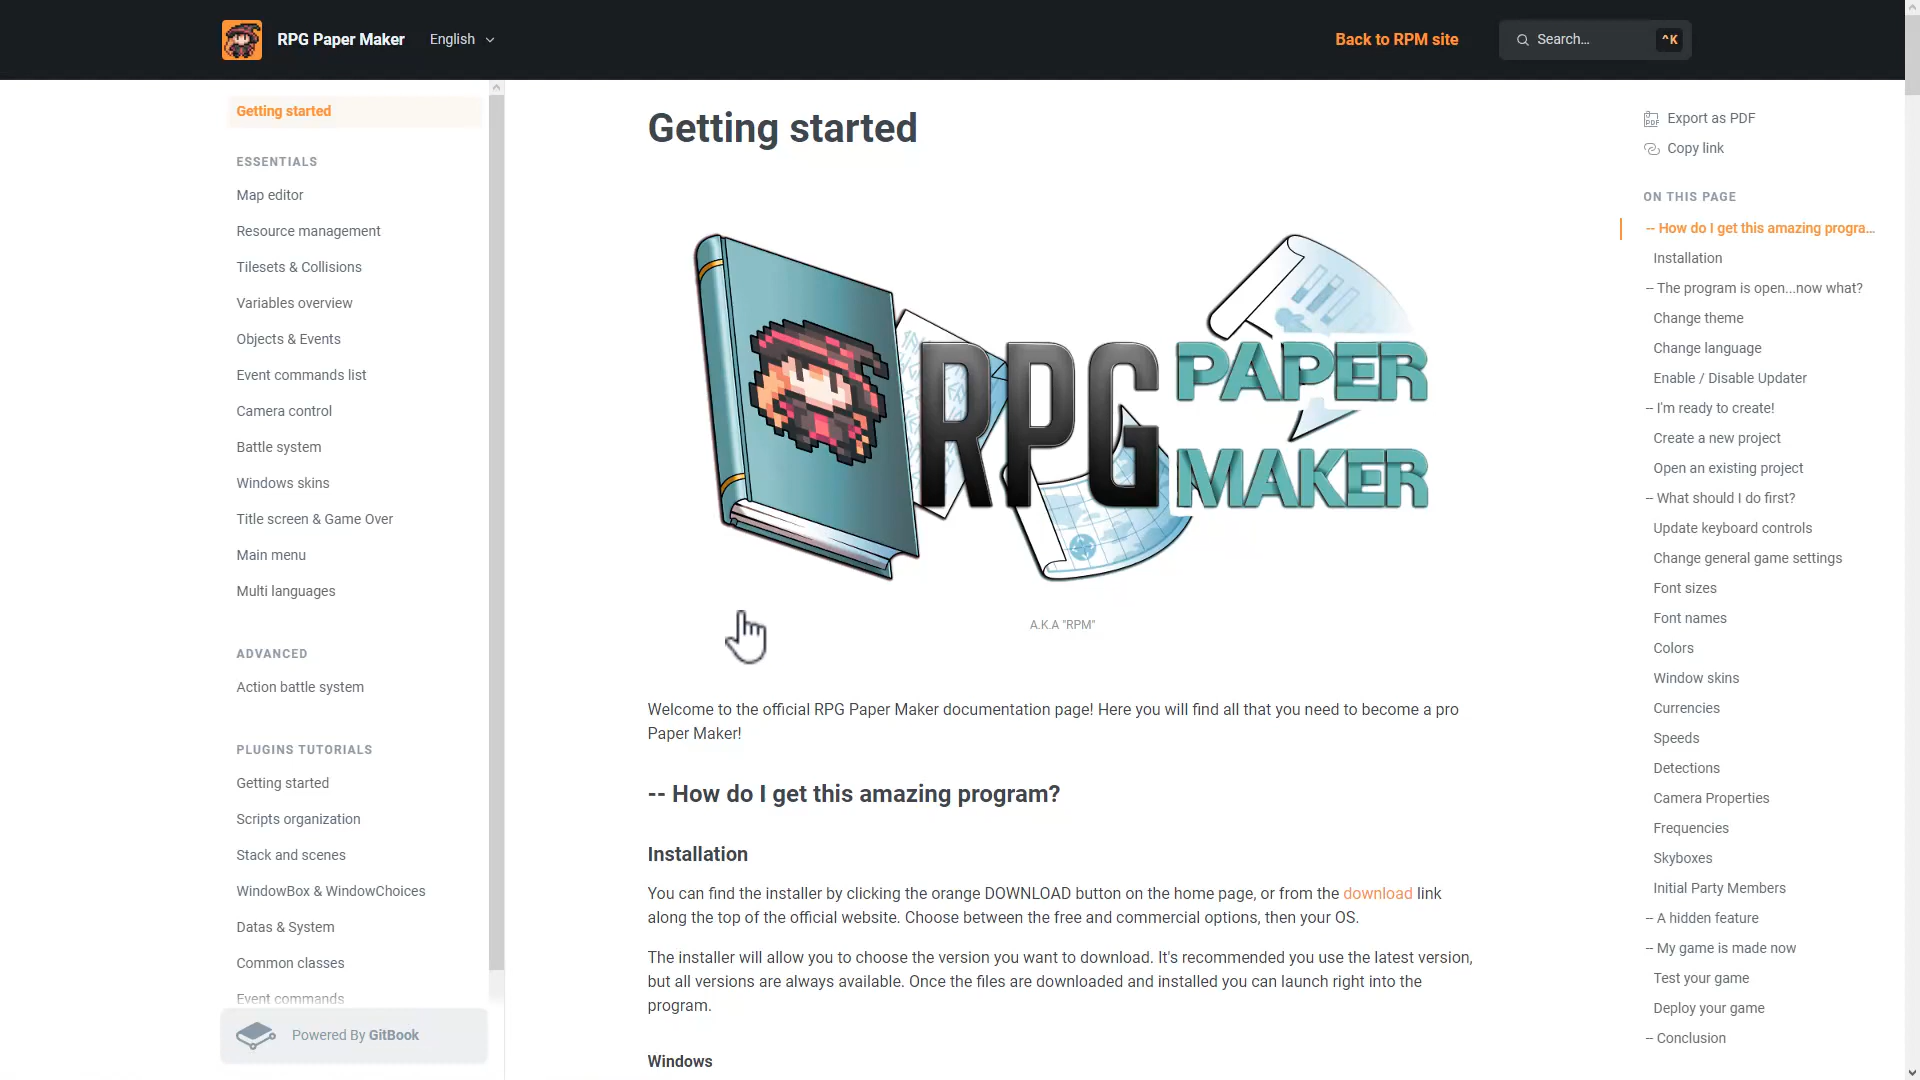 RPG Paper Maker
English
Back to RPM site
Search...
^K
Getting started
ESSENTIALS
Map editor
Resource management
Tilesets & Collisions
Variables overview
Objects & Events
Event commands list
Camera control
Battle system
Windows skins
Title screen & Game Over
Main menu
Multi languages
ADVANCED
Action battle system
PLUGINS TUTORIALS
Getting started
Scripts organization
Stack and scenes
WindowBox & WindowChoices
Datas & System
Common classes
Event commands
Powered By GitBook
Getting started
RPG PAPER
MAKER
A.K.A "RPM"
Welcome to the official RPG Paper Maker documentation page! Here you will find all that you need to become a pro
Paper Maker!
-- How do I get this amazing program?
Installation
You can find the installer by clicking the orange DOWNLOAD button on the home page, or from the download link
along the top of the official website. Choose between the free and commercial options, then your OS.
The installer will allow you to choose the version you want to download. It's recommended you use the latest version,
but all versions are always available. Once the files are downloaded and installed you can launch right into the
program.
Windows
Export as PDF
Copy link
ON THIS PAGE
-- How do I get this amazing progra...
Installation
-- The program is open...now what?
Change theme
Change language
Enable / Disable Updater
-- I'm ready to create!
Create a new project
Open an existing project
-- What should I do first?
Update keyboard controls
Change general game settings
Font sizes
Font names
Colors
Window skins
Currencies
Speeds
Detections
Camera Properties
Frequencies
Skyboxes
Initial Party Members
-- A hidden feature
-- My game is made now
Test your game
Deploy your game
-- Conclusion